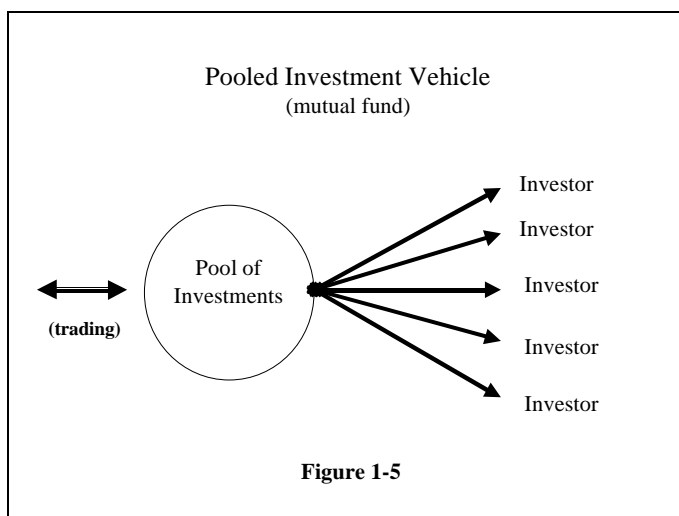 Pooled Investment Vehicle
(mutual fund)
Investor
Investor
Pool of
Investments
Investor
(trading)
Investor
Investor
Figure 1-5